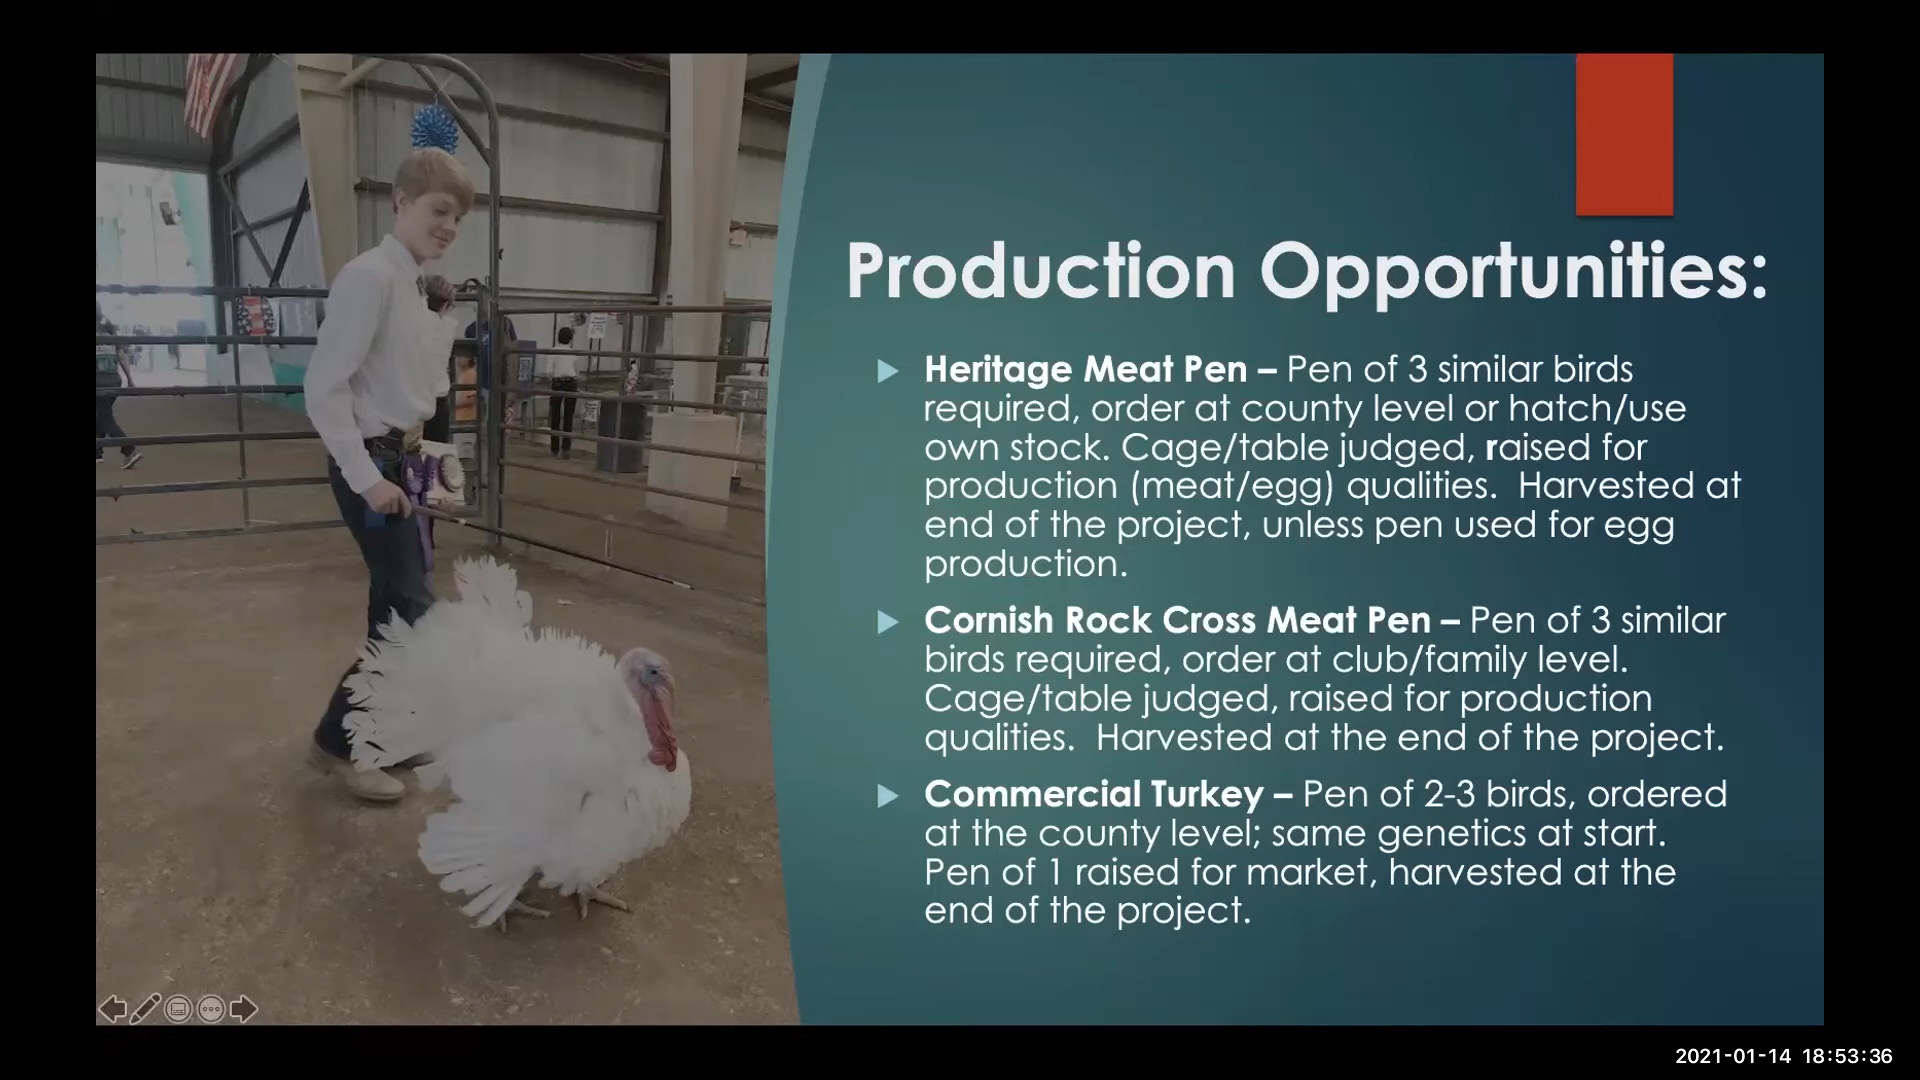 Production Opportunities:
Heritage Meat Pen – Pen of 3 similar birds
required, order at county level or hatch/use
own stock. Cage/table judged, raised for
production (meat/egg) qualities.  Harvested at
end of the project, unless pen used for egg
production.
Cornish Rock Cross Meat Pen – Pen of 3 similar
birds required, order at club/family level.
Cage/table judged, raised for production
qualities.  Harvested at the end of the project.
Commercial Turkey – Pen of 2-3 birds, ordered
at the county level; same genetics at start.
Pen of 1 raised for market, harvested at the
end of the project.
2021-01-14 18:53:36